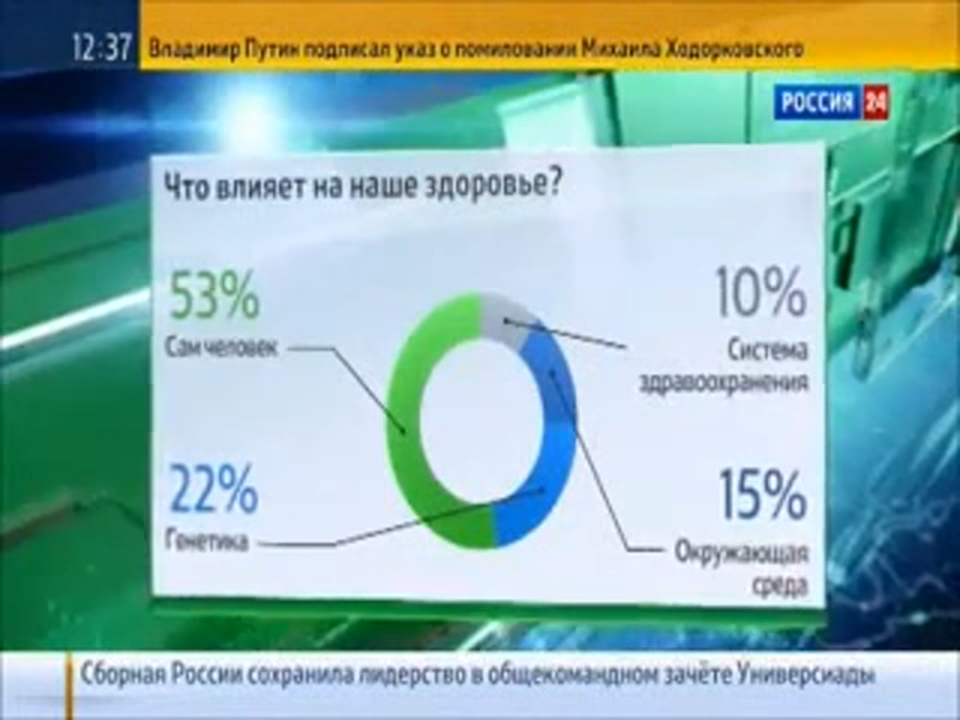 12:37
Владимир Путин подписал указ о помиловании Михаила Ходорковского
РОССИЯ 24
Что влияет на наше здоровье?
53%
Сам человек
10%
Система
здравоохранения
22%
Генетика
15%
Окружающая
среда
Сборная России сохранила лидерство в общекомандном зачёте Универсиады